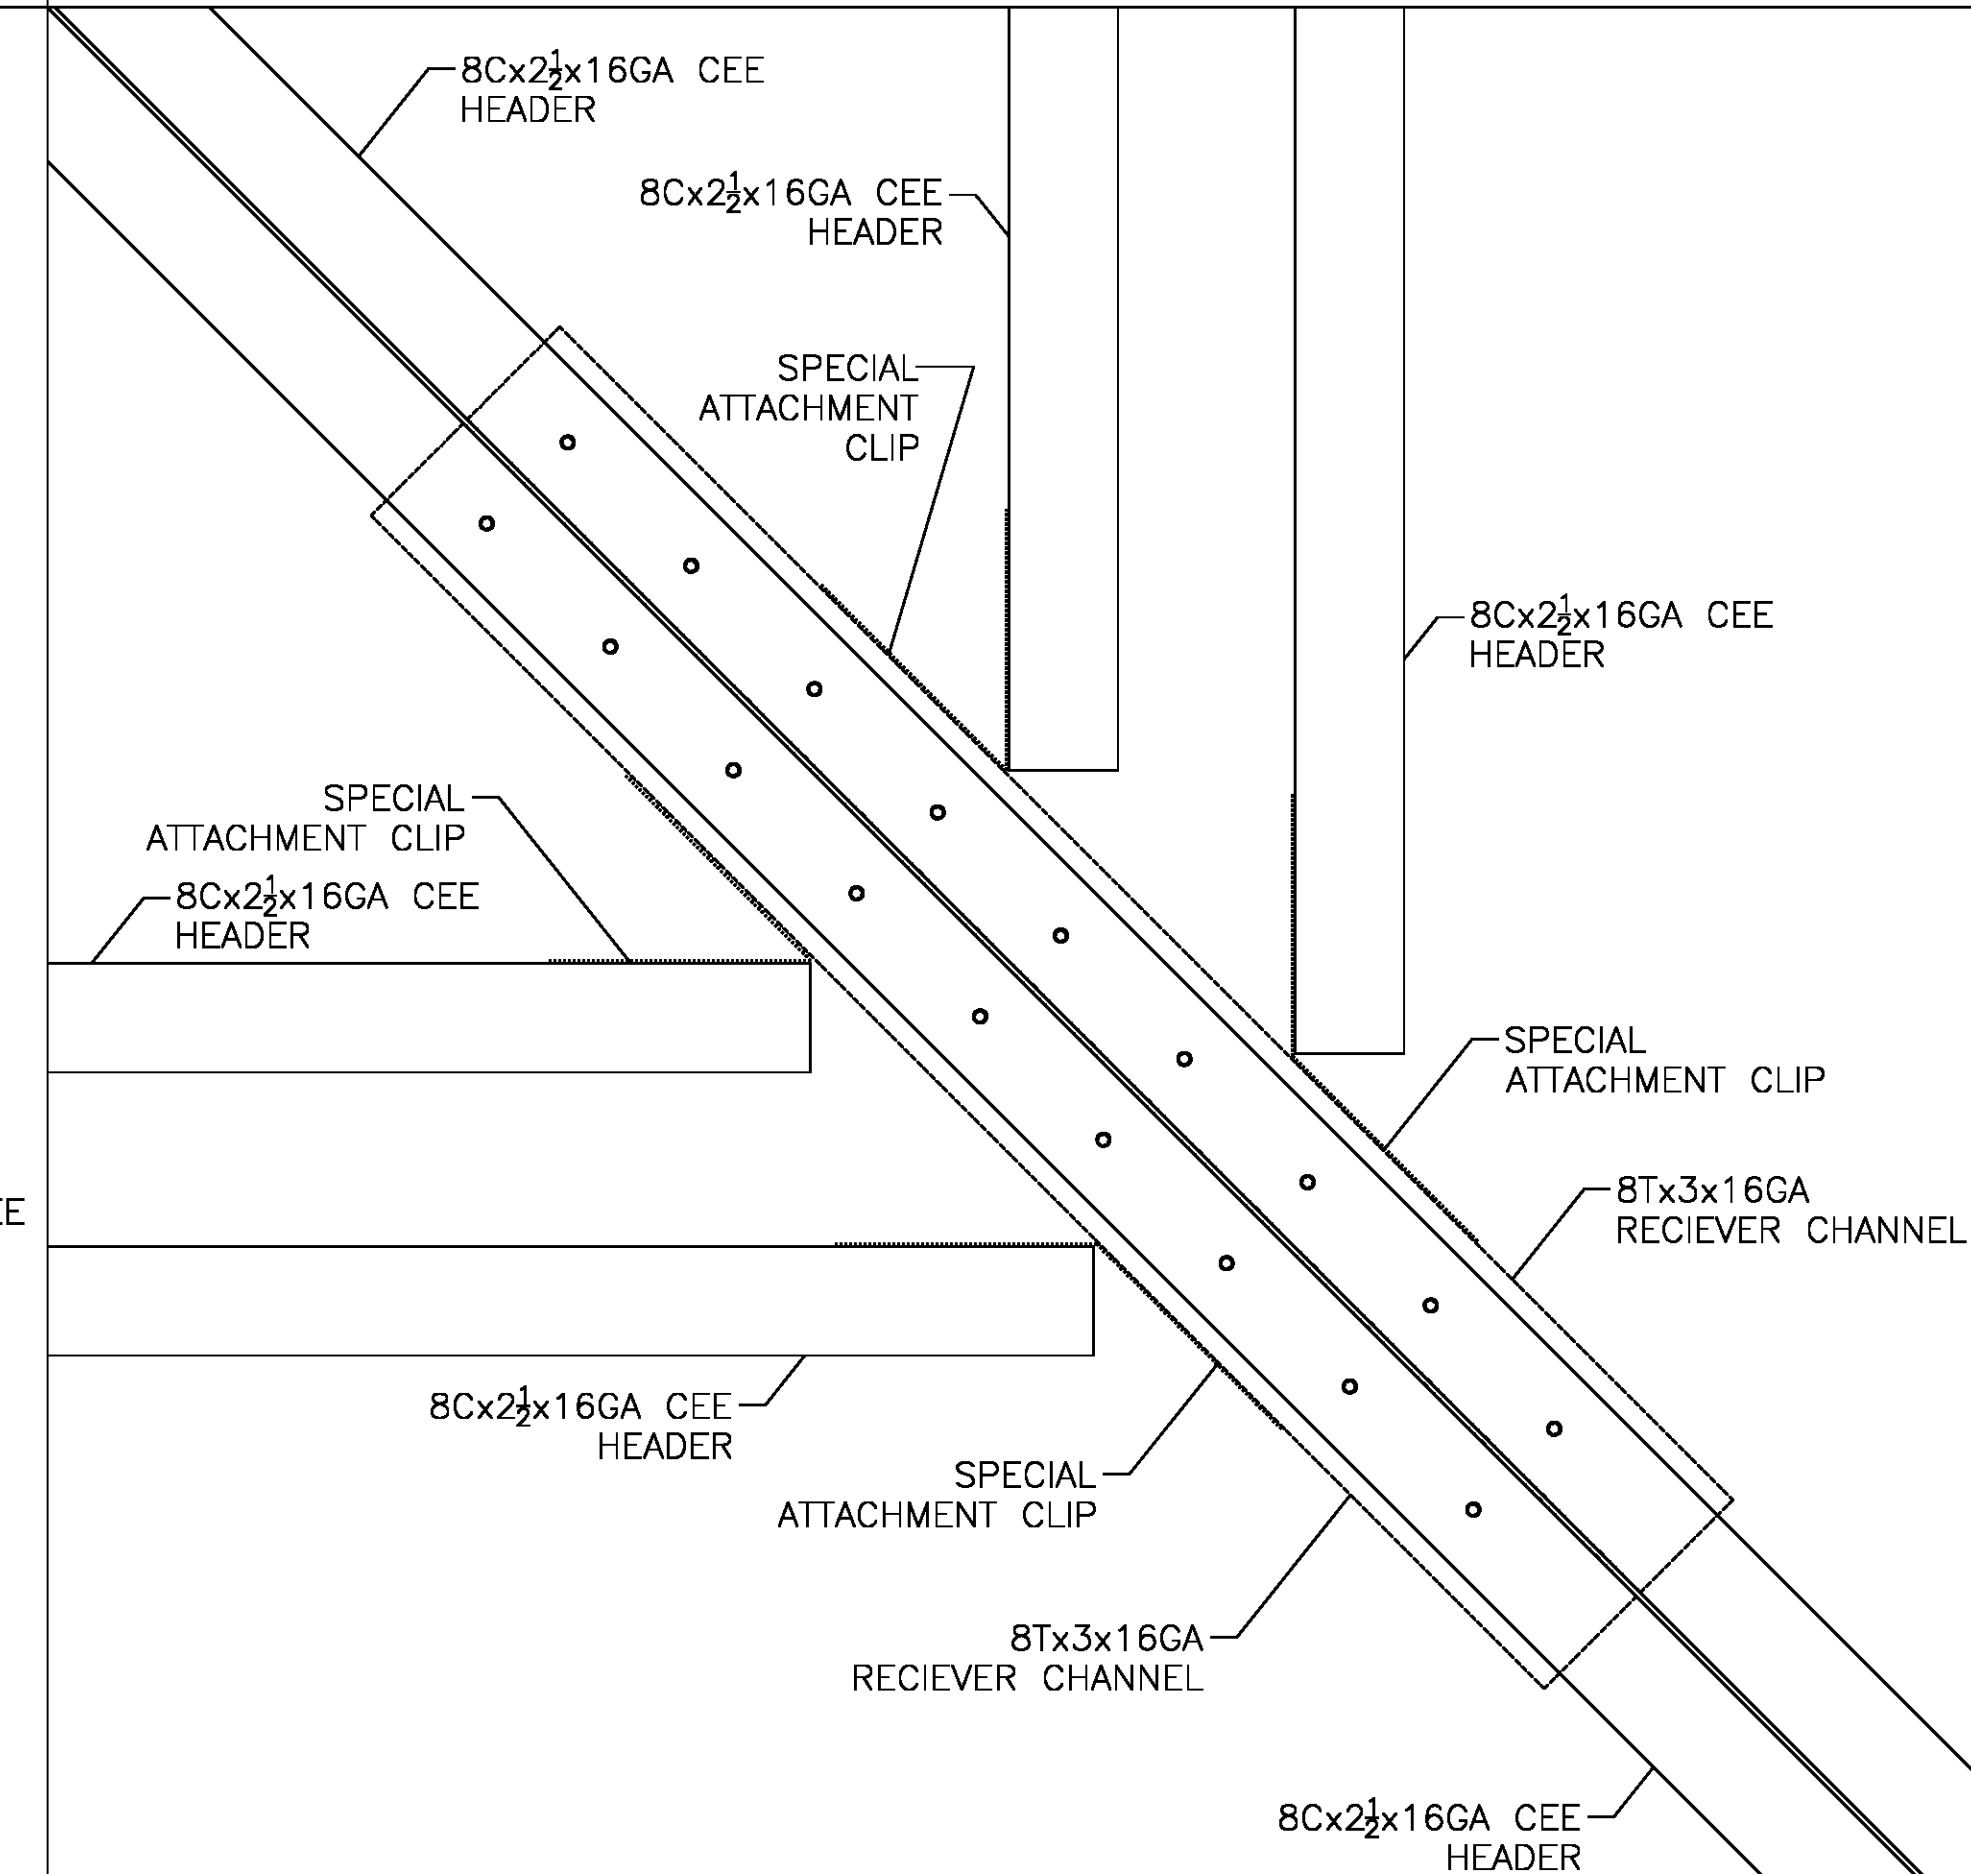 8Cx2½x16GA CEE
HEADER
8Cx2½x16GA CEE
HEADER
SPECIAL
ATTACHMENT
CLIP
8Cx2½x16GA CEE
HEADER
SPECIAL
ATTACHMENT CLIP
8Cx2½x16GA CEE
HEADER
SPECIAL
ATTACHMENT CLIP
8Tx3x16GA
RECIEVER CHANNEL
8Cx2½x16GA CEE
HEADER
SPECIAL
ATTACHMENT CLIP
8Tx3x16GA
RECIEVER CHANNEL
8Cx2½x16GA CEE
HEADER